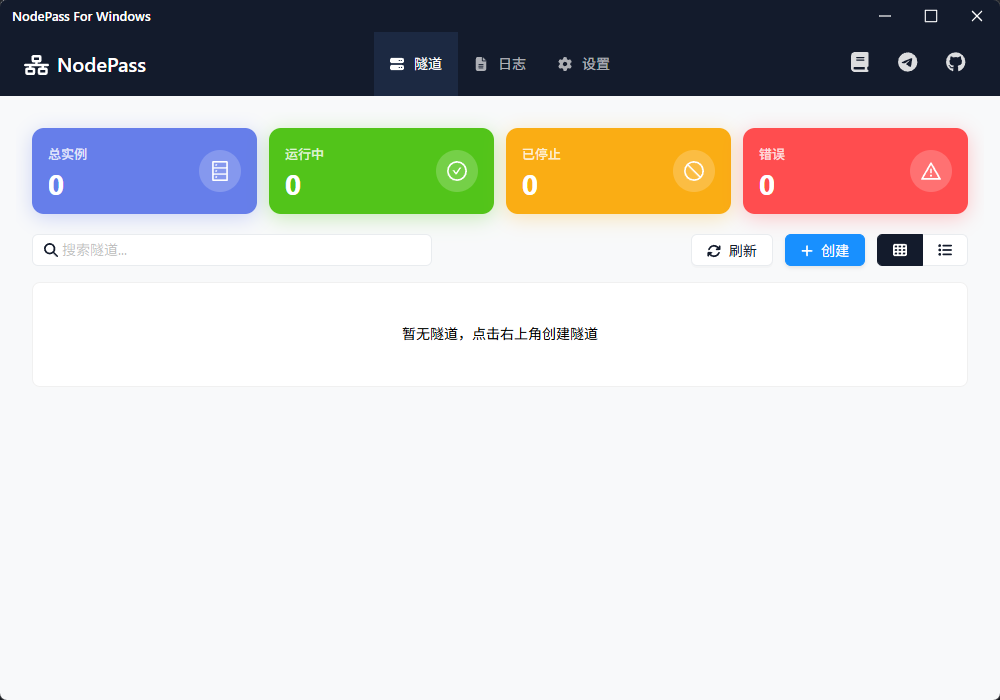 NodePass For Windows
NodePass
隧道
日志
设置
总实例
0
运行中
0
已停止
0
错误
0
搜索隧道...
刷新
创建
暂无隧道，点击右上角创建隧道